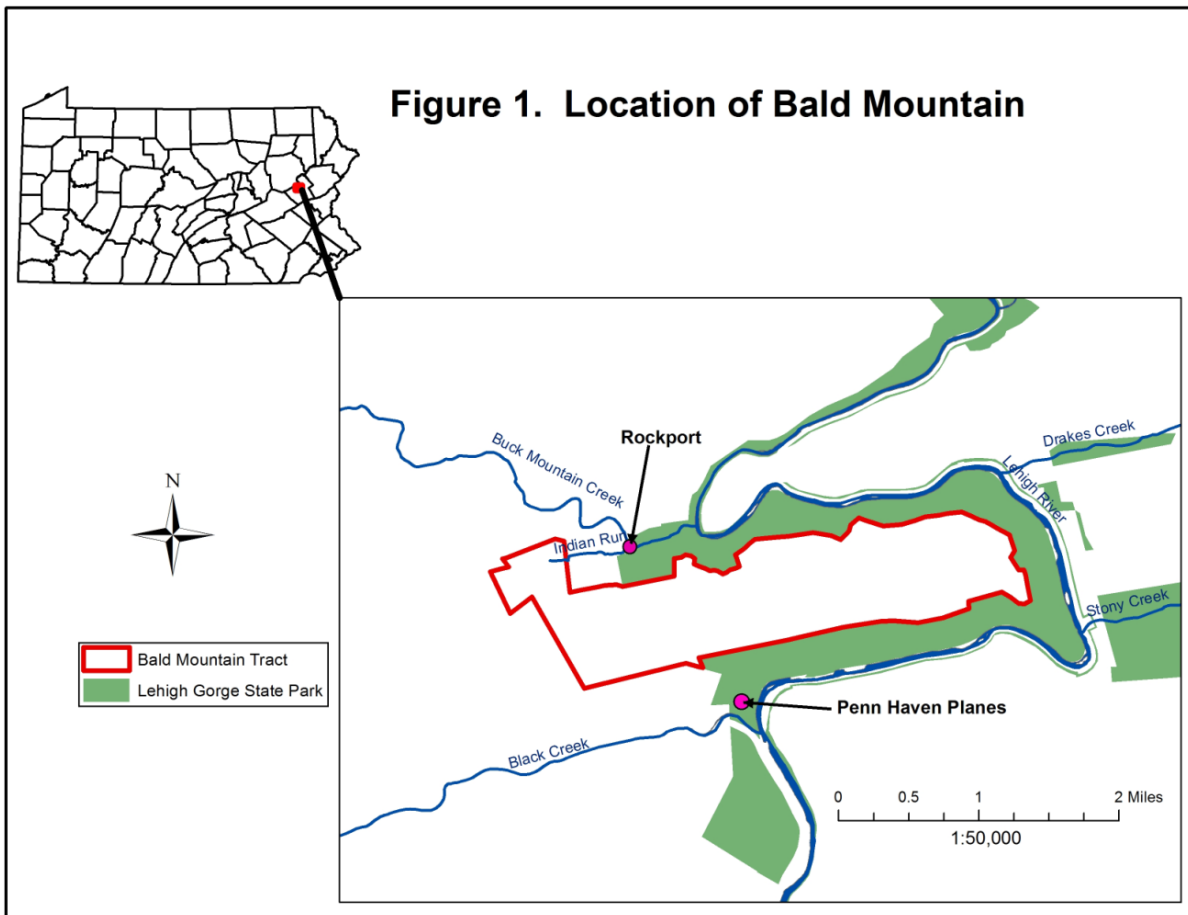 Figure 1.  Location of Bald Mountain
N
Bald Mountain Tract
Lehigh Gorge State Park
Buck Mountain Creek
Rockport
Indian Run
Drakes Creek
Lehigh River
Stony Creek
Penn Haven Planes
Black Creek
0 0.5 1 2 Miles
1:50,000